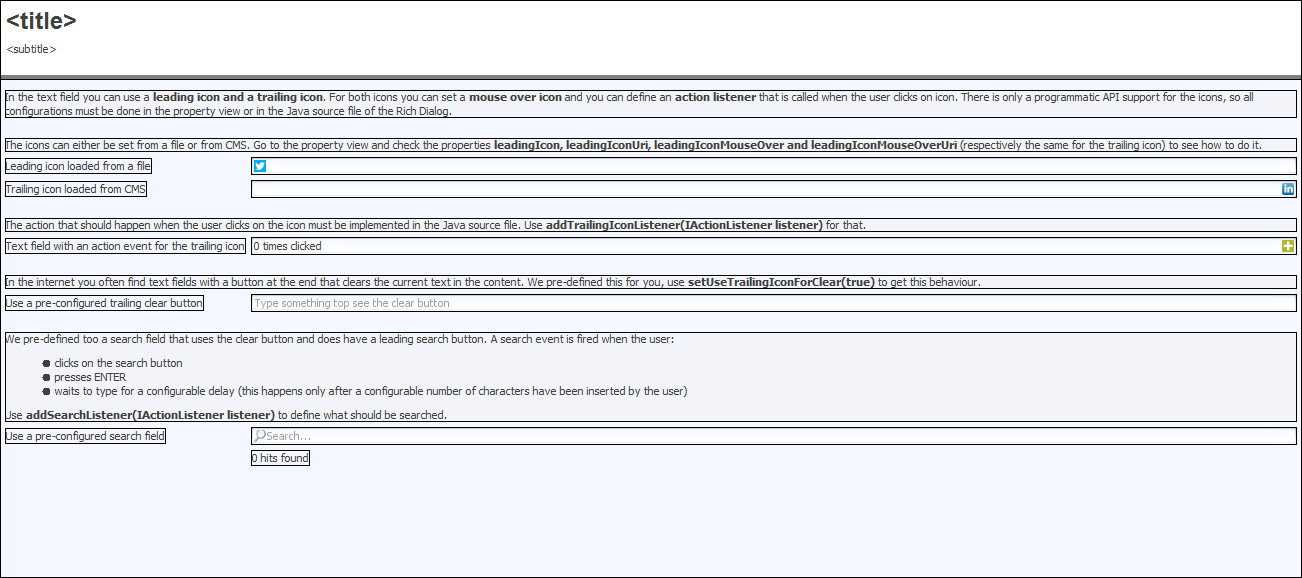 <title>
<subtitle>
In the text field you can use a leading icon and a trailing icon. For both icons you can set a mouse over icon and you can define an action listener that is called when the user clicks on icon. There is only a programmatic API support for the icons, so all
configurations must be done in the property view or in the Java source file of the Rich Dialog.
The icons can either be set from a file or from CMS. Go to the property view and check the properties leadingIcon, leadingIconUri, leadingIconMouseOver and leadingIconMouseOverUri (respectively the same for the trailing icon) to see how to do it.
Leading icon loaded from a file
Trailing icon loaded from CMS in
The action that should happen when the user clicks on the icon must be implemented in the Java source file. Use addTrailingIconListener(IActionListener listener) for that.
Text field with an action event for the trailing icon 0 times clicked
In the internet you often find text fields with a button at the end that clears the current text in the content. We pre-defined this for you, use setUseTrailingIconForClear(true) to get this behaviour.
Use a pre-configured trailing clear button Type something top see the clear button
We pre-defined too a search field that uses the clear button and does have a leading search button. A search event is fired when the user:
● clicks on the search button
● presses ENTER
● waits to type for a configurable delay (this happens only after a configurable number of characters have been inserted by the user)
Use addSearchListener(IActionListener listener) to define what should be searched.
Use a pre-configured search field Search...
0 hits found